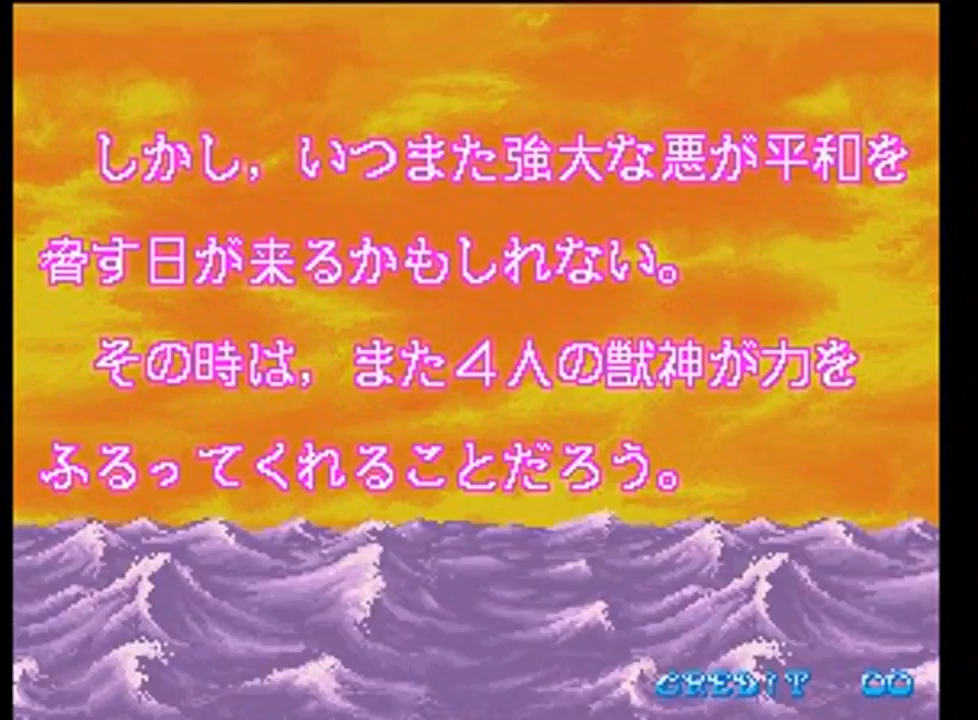 しかし，いつまた強大な悪が平和を
脅す日が来るかもしれない。
その時は，また４人の獣神が力を
ふるってくれることだろう。
CREDIT 00